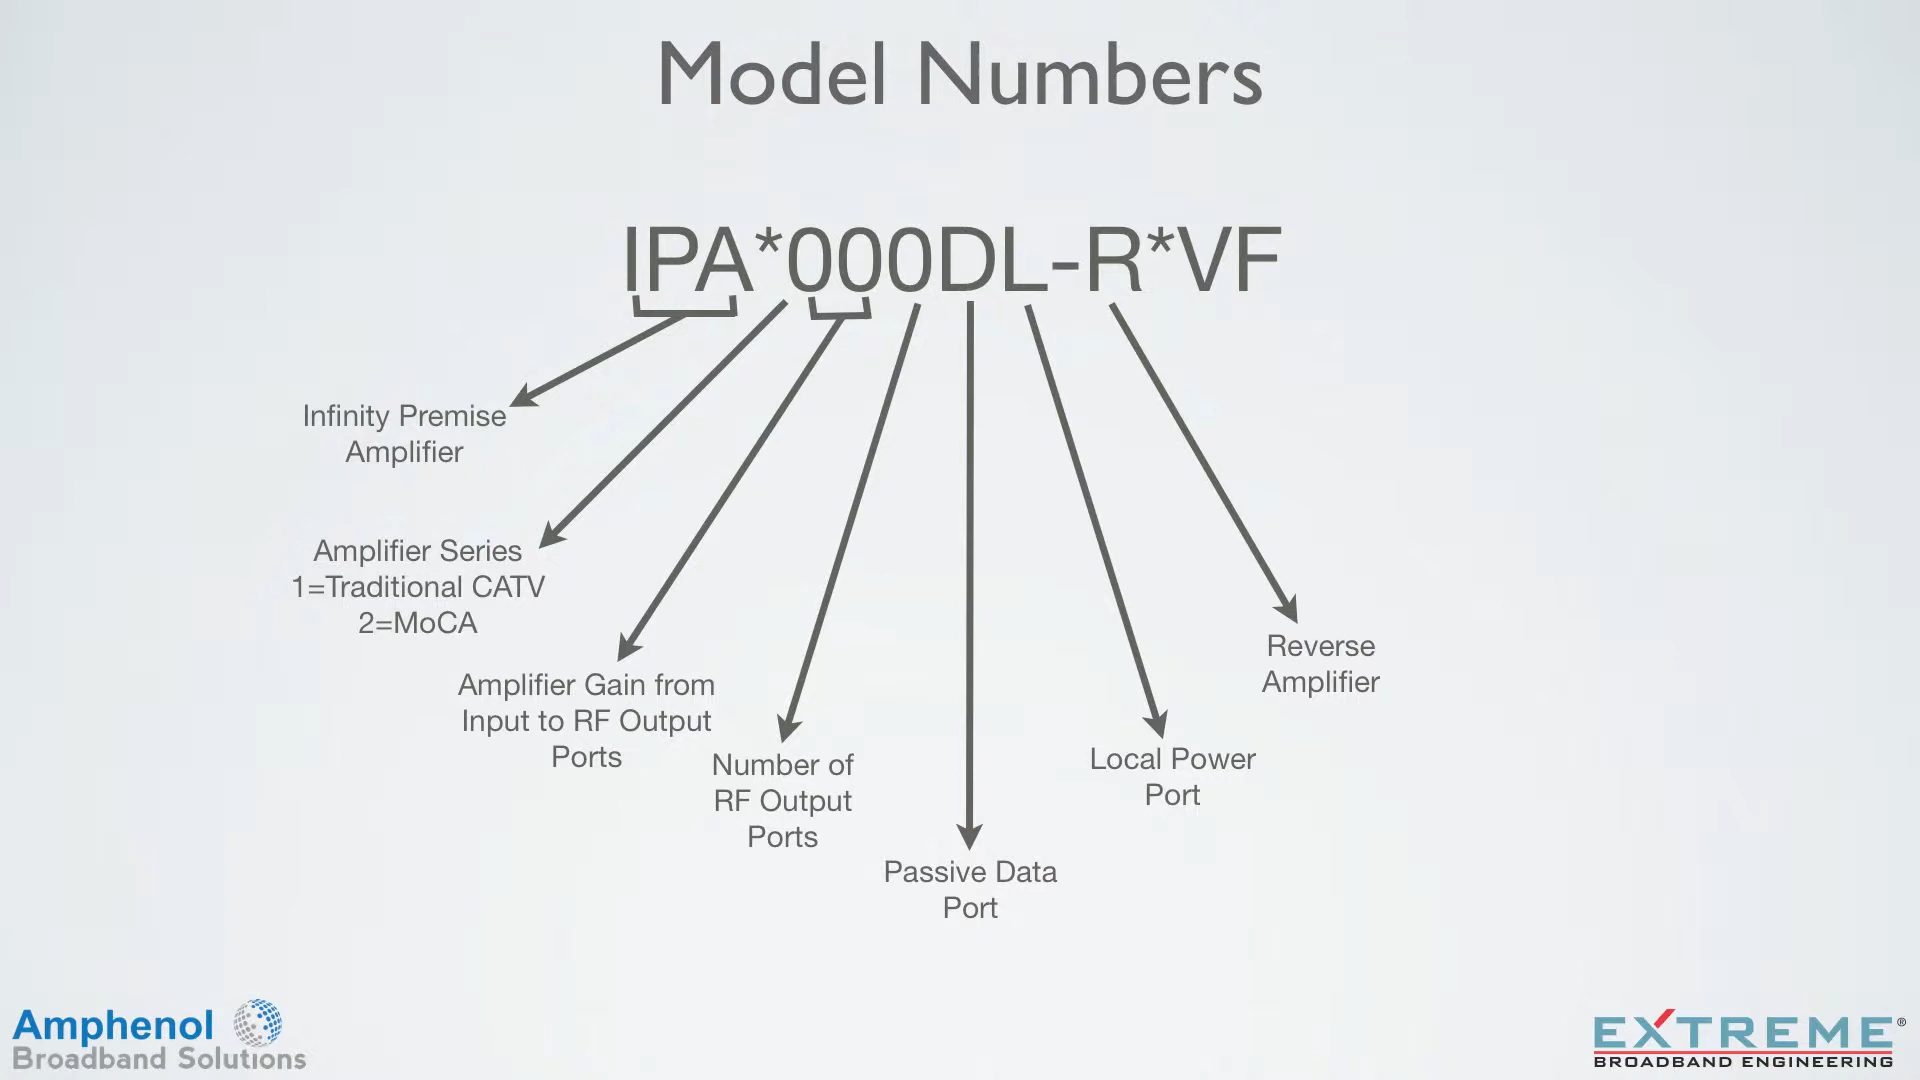 Model Numbers
IPA*000DL-R*VF
Infinity Premise
Amplifier
Amplifier Series
1=Traditional CATV
2=MoCA
Amplifier Gain from
Input to RF Output
Ports
Number of
RF Output
Ports
Passive Data
Port
Local Power
Port
Reverse
Amplifier
Amphenol
Broadband Solutions
EXTREME®
BROADBAND ENGINEERING